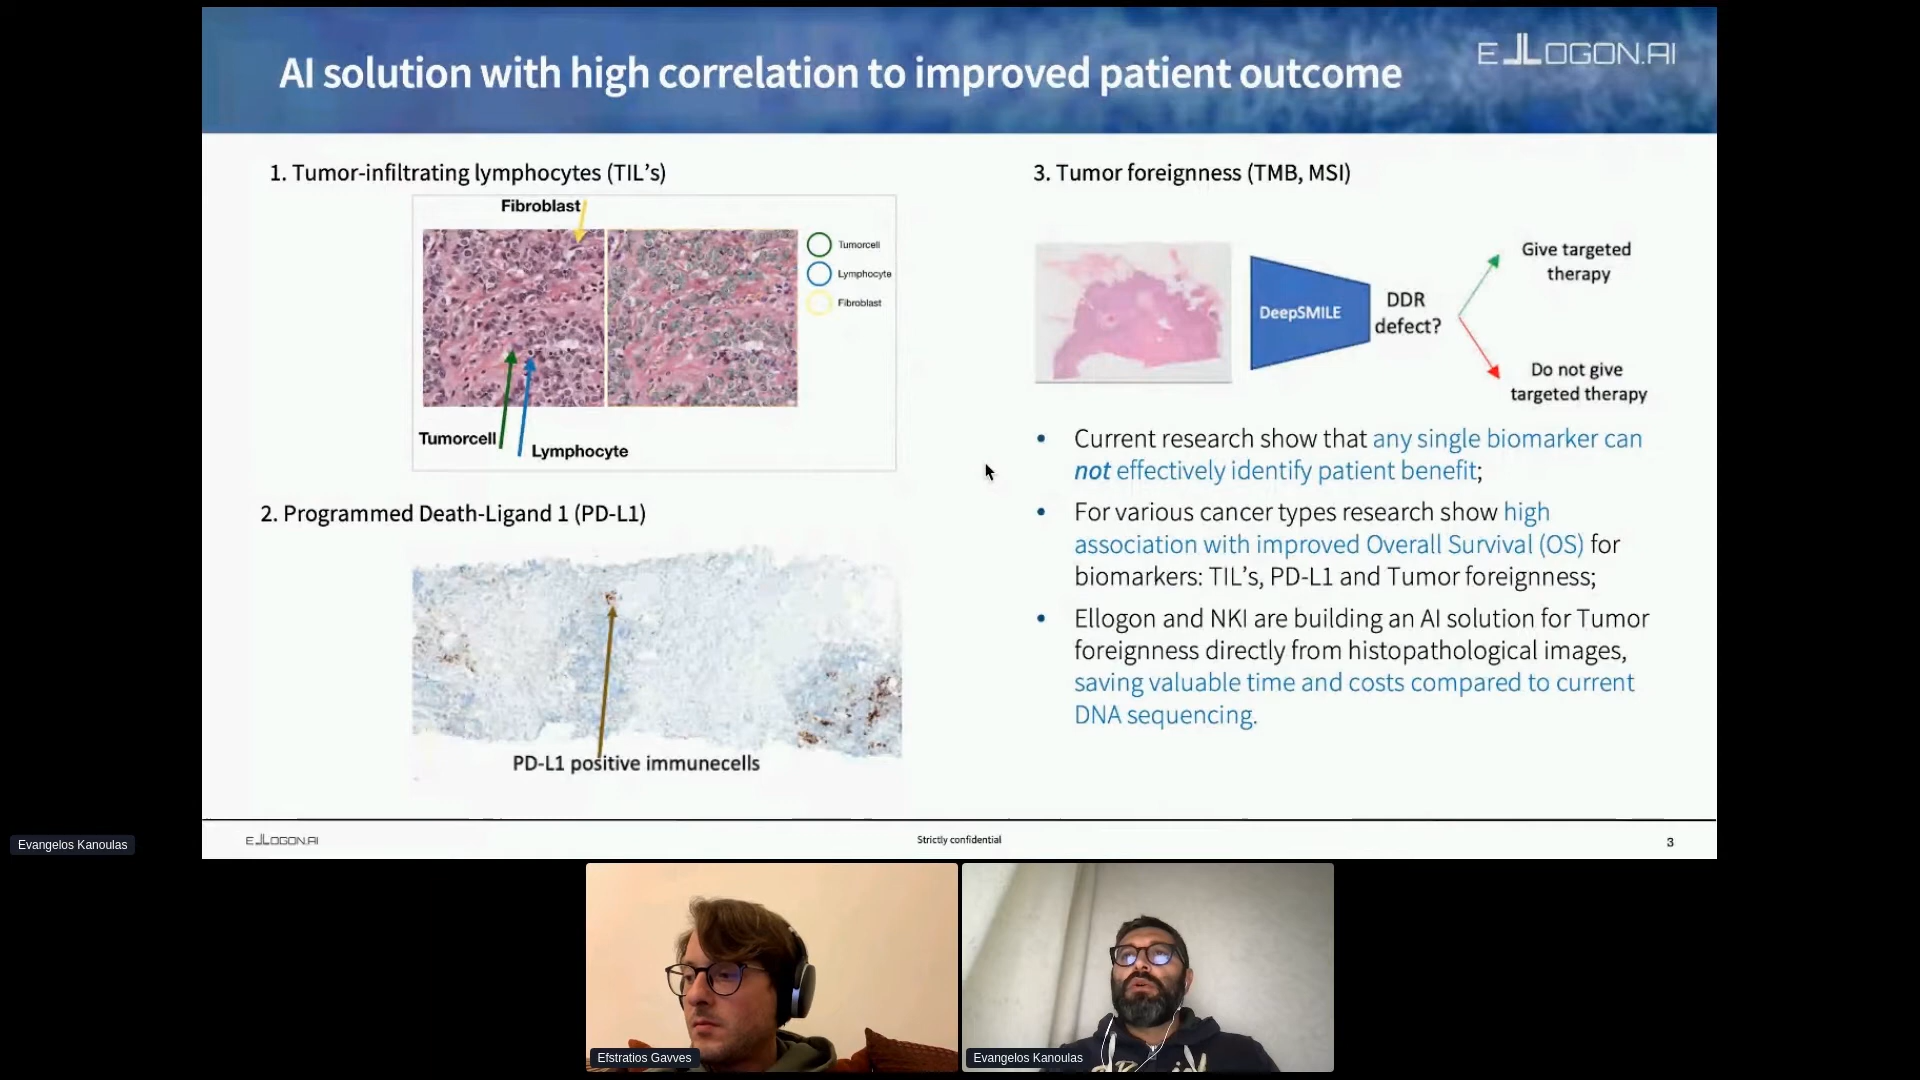 AI solution with high correlation to improved patient outcome
ELLOGON.AI
1. Tumor-infiltrating lymphocytes (TIL's)
Fibroblast
Tumorcell
Lymphocyte
Fibroblast
Tumorcell
Lymphocyte
2. Programmed Death-Ligand 1 (PD-L1)
PD-L1 positive immunecells
3. Tumor foreignness (TMB, MSI)
DeepSMILE
DDR
defect?
Give targeted
therapy
Do not give
targeted therapy
• Current research show that any single biomarker can
not effectively identify patient benefit;
• For various cancer types research show high
association with improved Overall Survival (OS) for
biomarkers: TIL's, PD-L1 and Tumor foreignness;
• Ellogon and NKI are building an AI solution for Tumor
foreignness directly from histopathological images,
saving valuable time and costs compared to current
DNA sequencing.
ELLOGON.AI
Strictly confidential
3
Evangelos Kanoulas
Efstratios Gavves
Evangelos Kanoulas